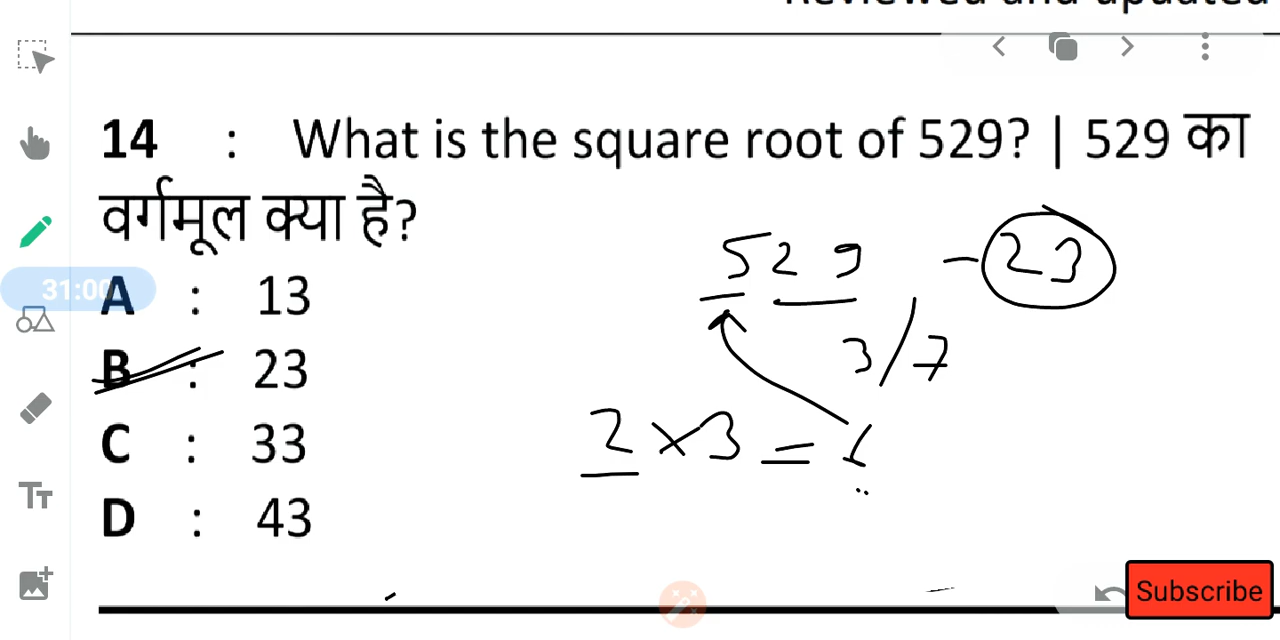 14 : What is the square root of 529? | 529 का
वर्गमूल क्या है?
529 - 23
31:00
A : 13
3/7
B : 23
2 × 3 = 6
C : 33
D : 43
Tт
Subscribe